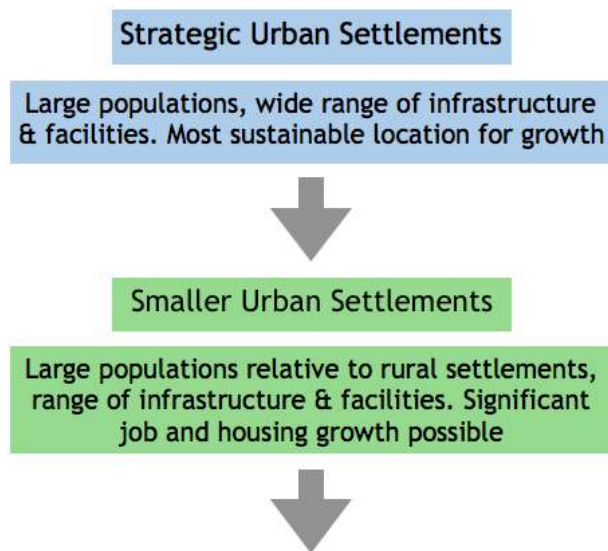 Strategic Urban Settlements
Large populations, wide range of infrastructure
& facilities. Most sustainable location for growth
Smaller Urban Settlements
Large populations relative to rural settlements,
range of infrastructure & facilities. Significant
job and housing growth possible